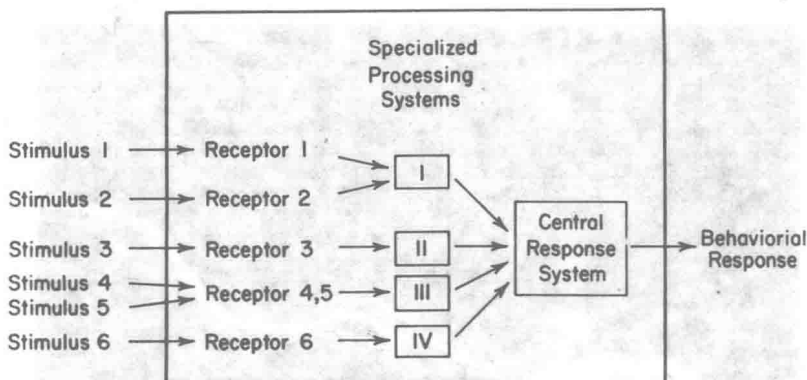 Specialized
Processing
Systems
Stimulus 1
Receptor 1
I
Stimulus 2
Receptor 2
Stimulus 3
Receptor 3
II
Stimulus 4
Stimulus 5
Receptor 4,5
III
Stimulus 6
Receptor 6
IV
Central
Response
System
Behaviorial
Response